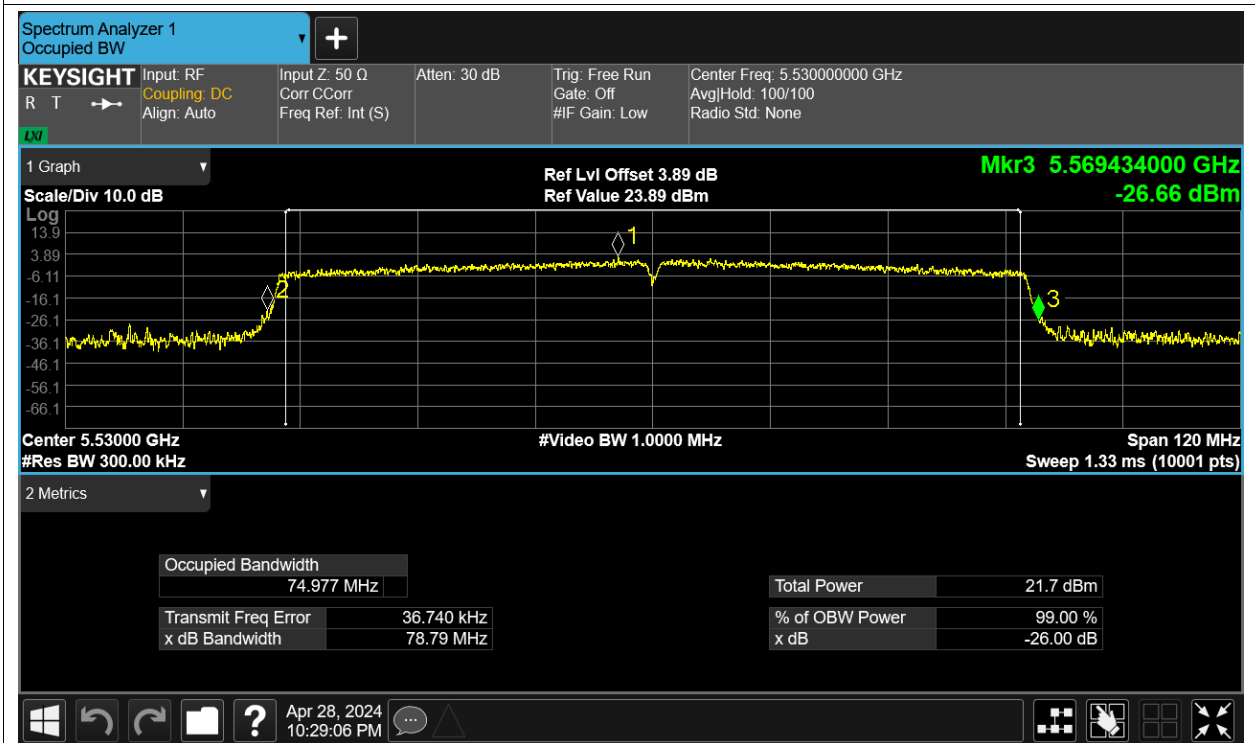 Spectrum Analyzer 1
Occupied BW
KEYSIGHT
R T
LXI
Input: RF
Coupling: DC
Align: Auto
Input Z: 50 Ω
Corr CCorr
Freq Ref: Int (S)
Atten: 30 dB
Trig: Free Run
Gate: Off
#IF Gain: Low
Center Freq: 5.530000000 GHz
Avg|Hold: 100/100
Radio Std: None
1 Graph
Scale/Div 10.0 dB
Ref Lvl Offset 3.89 dB
Ref Value 23.89 dBm
Mkr3 5.569434000 GHz
-26.66 dBm
Log
13.9
3.89
-6.11
-16.1
-26.1
-36.1
-46.1
-56.1
-66.1
1
2
3
Center 5.53000 GHz
#Video BW 1.0000 MHz
Span 120 MHz
#Res BW 300.00 kHz
Sweep 1.33 ms (10001 pts)
2 Metrics
Occupied Bandwidth
74.977 MHz
Transmit Freq Error 36.740 kHz
x dB Bandwidth 78.79 MHz
Total Power 21.7 dBm
% of OBW Power 99.00 %
x dB -26.00 dB
?
Apr 28, 2024
10:29:06 PM